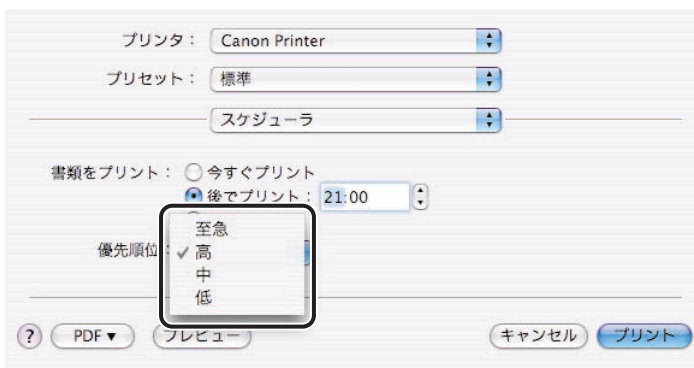 プリンタ： Canon Printer
プリセット： 標準
スケジューラ
書類をプリント： 今すぐプリント
後でプリント： 21:00
至急
優先順位： ✓ 高
中
低
? PDF▼ プレビュー キャンセル プリント